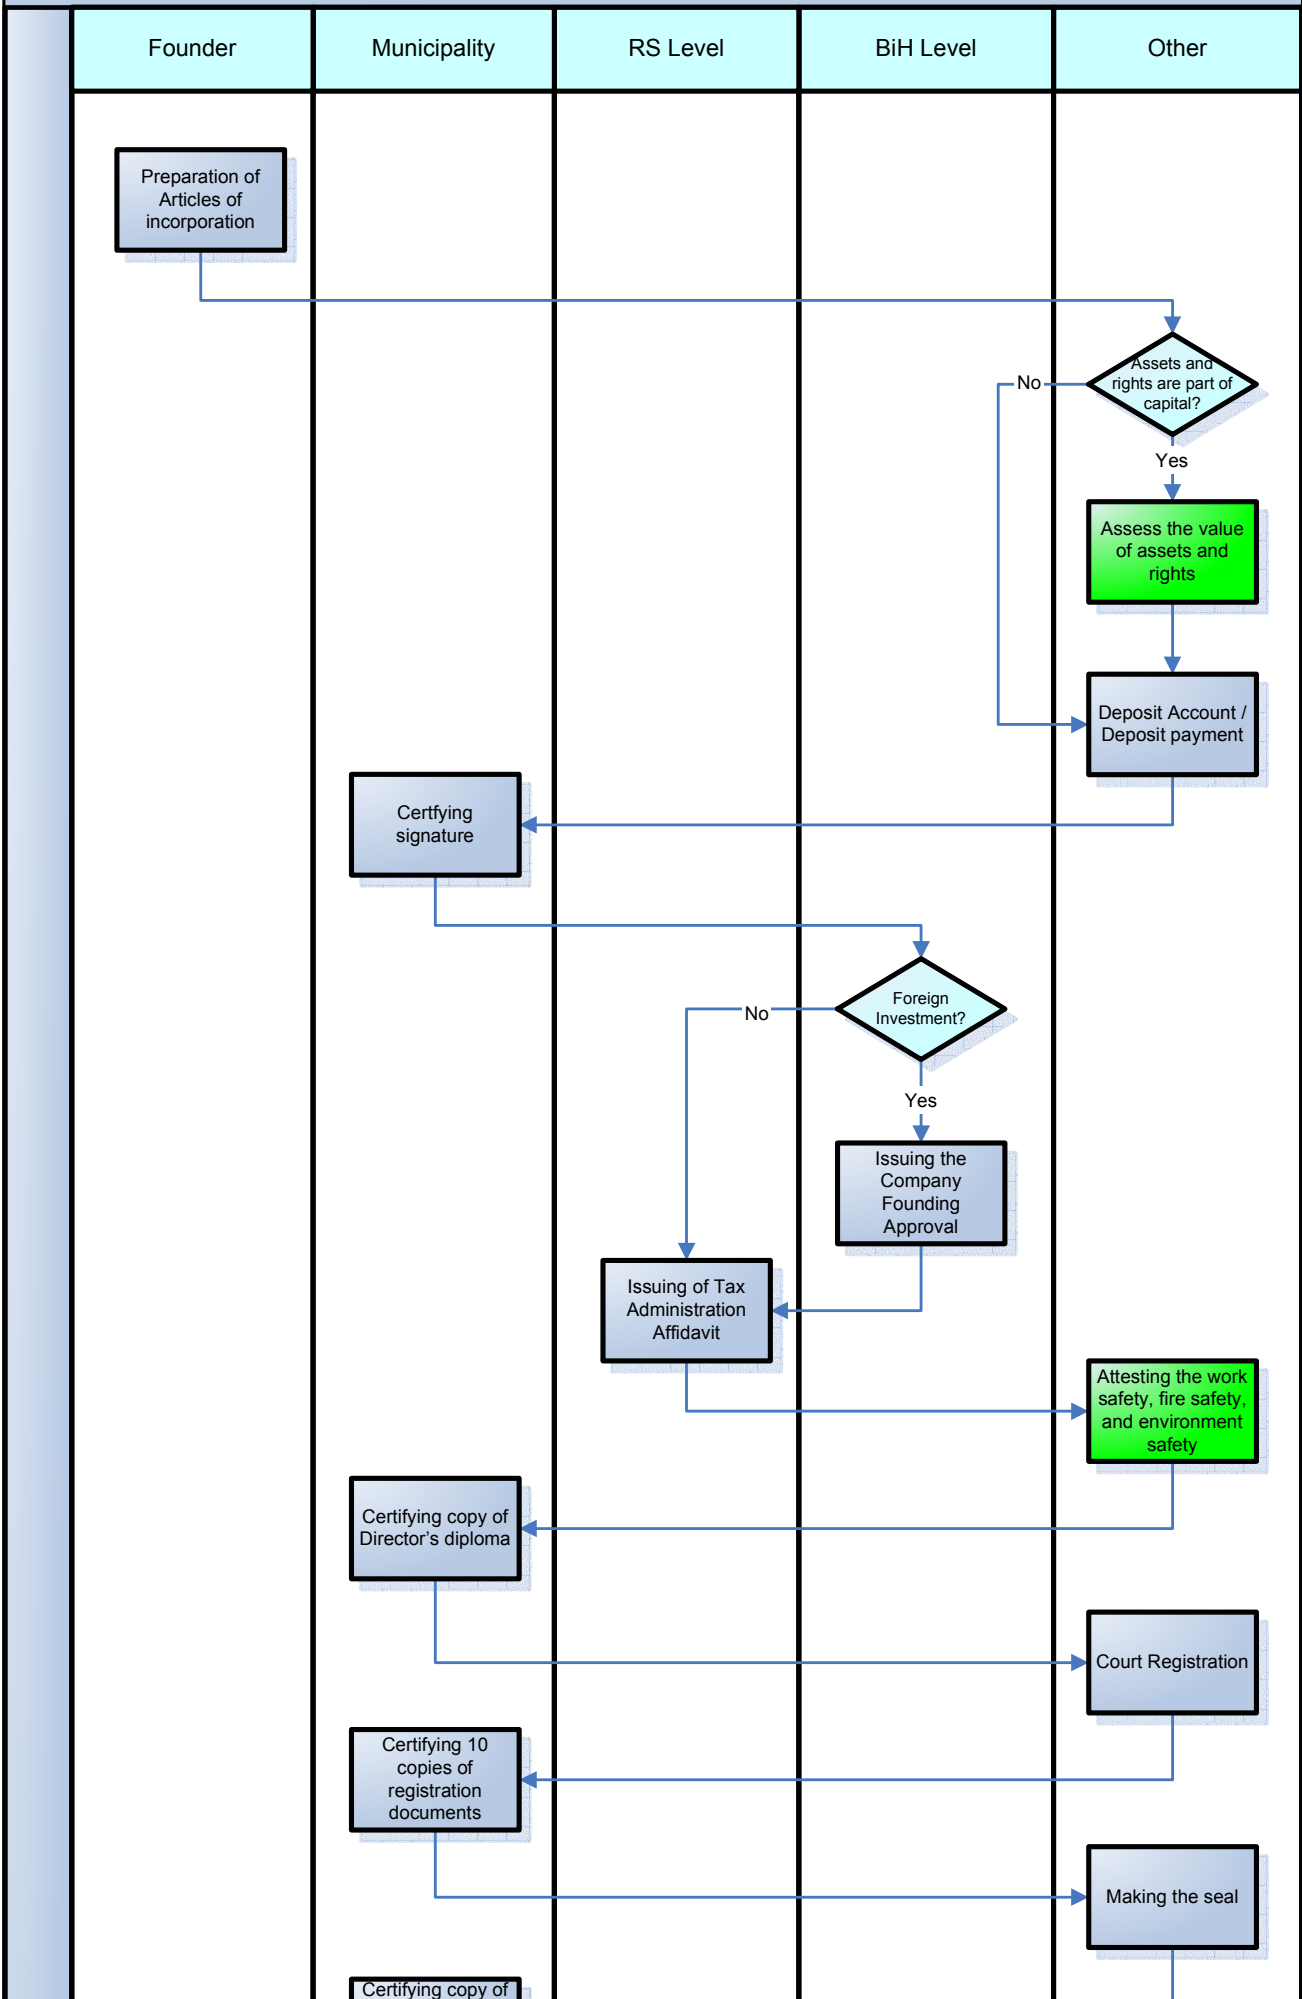 Founder
Municipality
RS Level
BiH Level
Other
Preparation of
Articles of
incorporation
Assets and
rights are part of
capital?
No
Yes
Assess the value
of assets and
rights
Deposit Account /
Deposit payment
Certfying
signature
Foreign
Investment?
No
Yes
Issuing the
Company
Founding
Approval
Issuing of Tax
Administration
Affidavit
Attesting the work
safety, fire safety,
and environment
safety
Certifying copy of
Director's diploma
Court Registration
Certifying 10
copies of
registration
documents
Making the seal
Certifying copy of